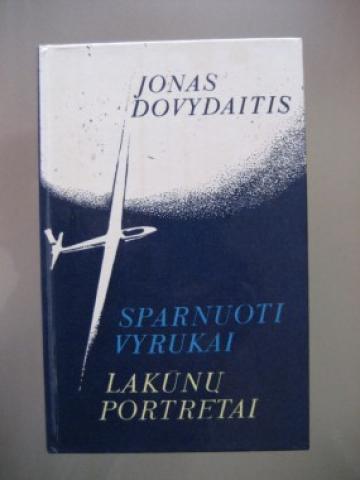 JONAS
DOVYDAITIS
SPARNUOTI
VYRUKAI
LAKŪNŲ
PORTRETAI